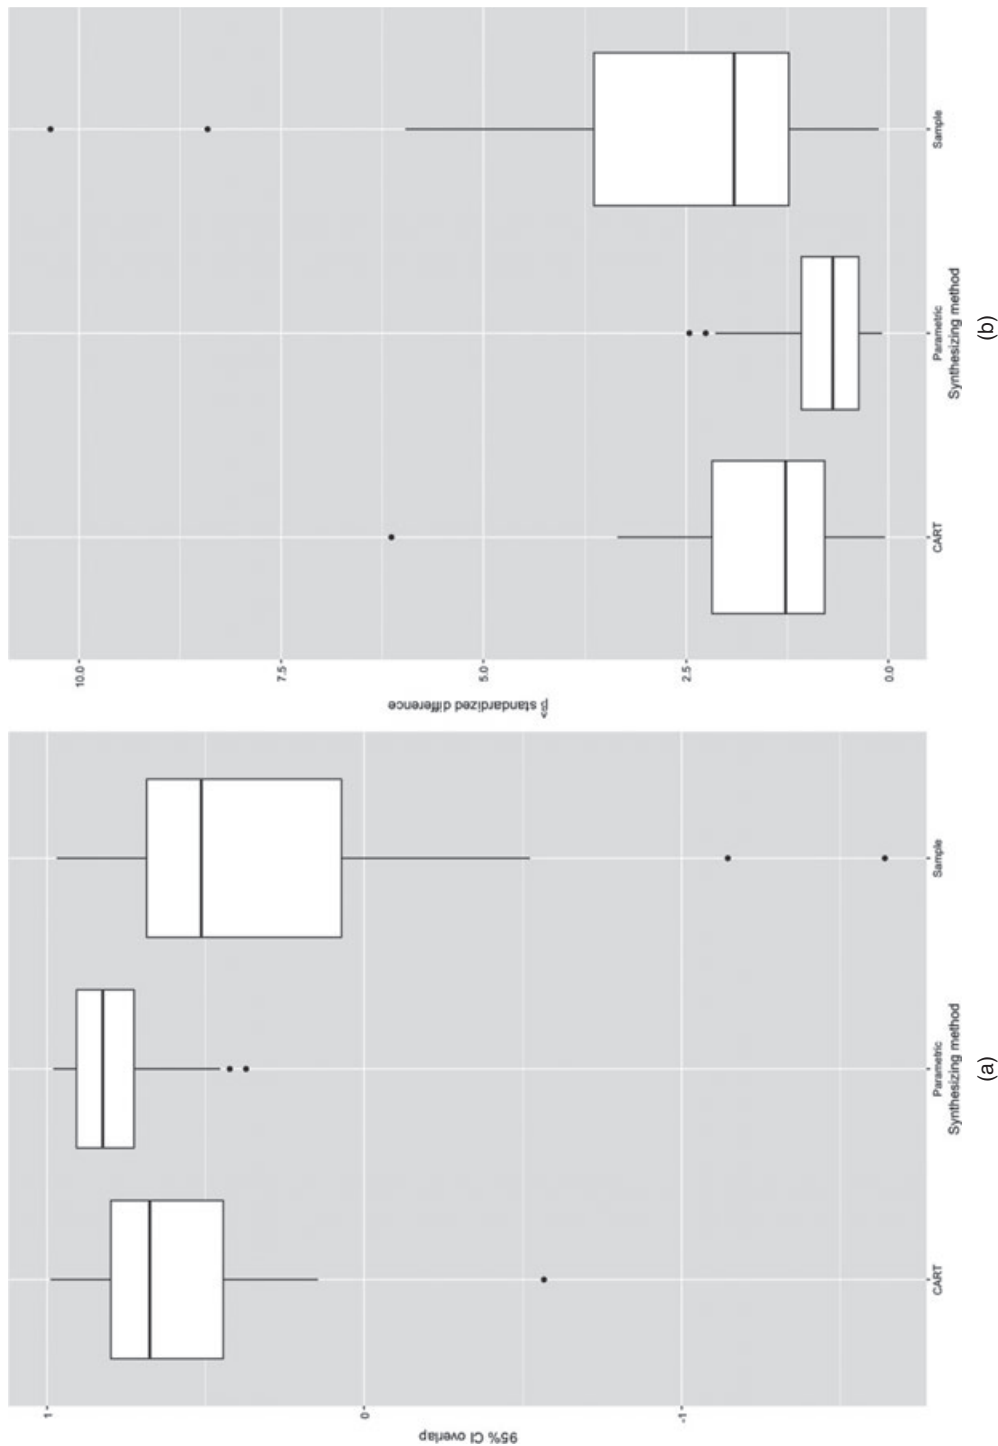 95% CI overlap
1
0
-1
CART
Parametric
Sample
Synthesizing method
(a)
β̂ standardized difference
10.0
7.5
5.0
2.5
0.0
CART
Parametric
Sample
Synthesizing method
(b)